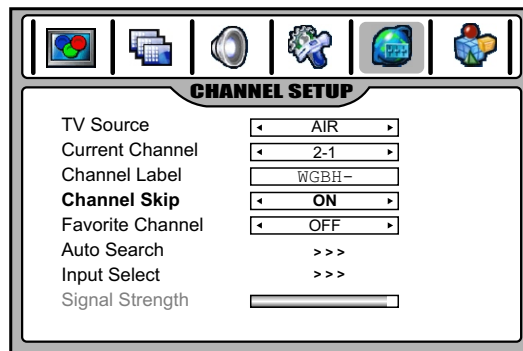 CHANNEL SETUP
TV Source AIR
Current Channel 2-1
Channel Label WGBH-
Channel Skip ON
Favorite Channel OFF
Auto Search >>>
Input Select >>>
Signal Strength